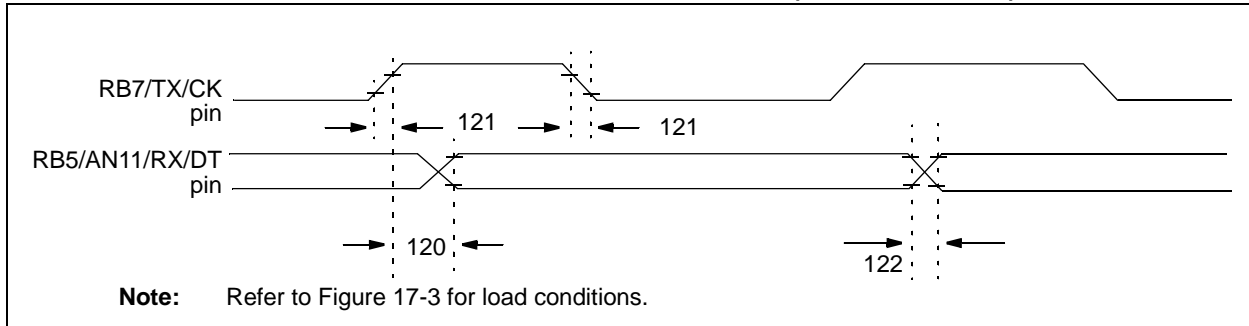 RB7/TX/CK
pin
121
121
RB5/AN11/RX/DT
pin
120
122
Note: Refer to Figure 17-3 for load conditions.